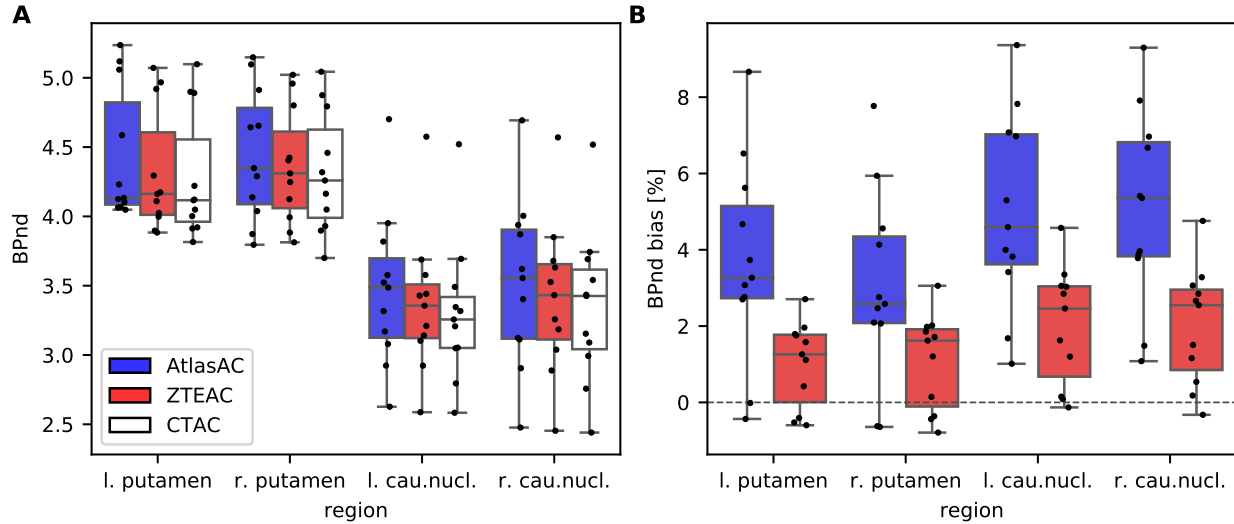 A
BPnd
5.0
4.5
4.0
3.5
3.0
2.5
AtlasAC
ZTEAC
CTAC
l. putamen r. putamen l. cau.nucl. r. cau.nucl.
region
B
BPnd bias [%]
8
6
4
2
0
l. putamen r. putamen l. cau.nucl. r. cau.nucl.
region